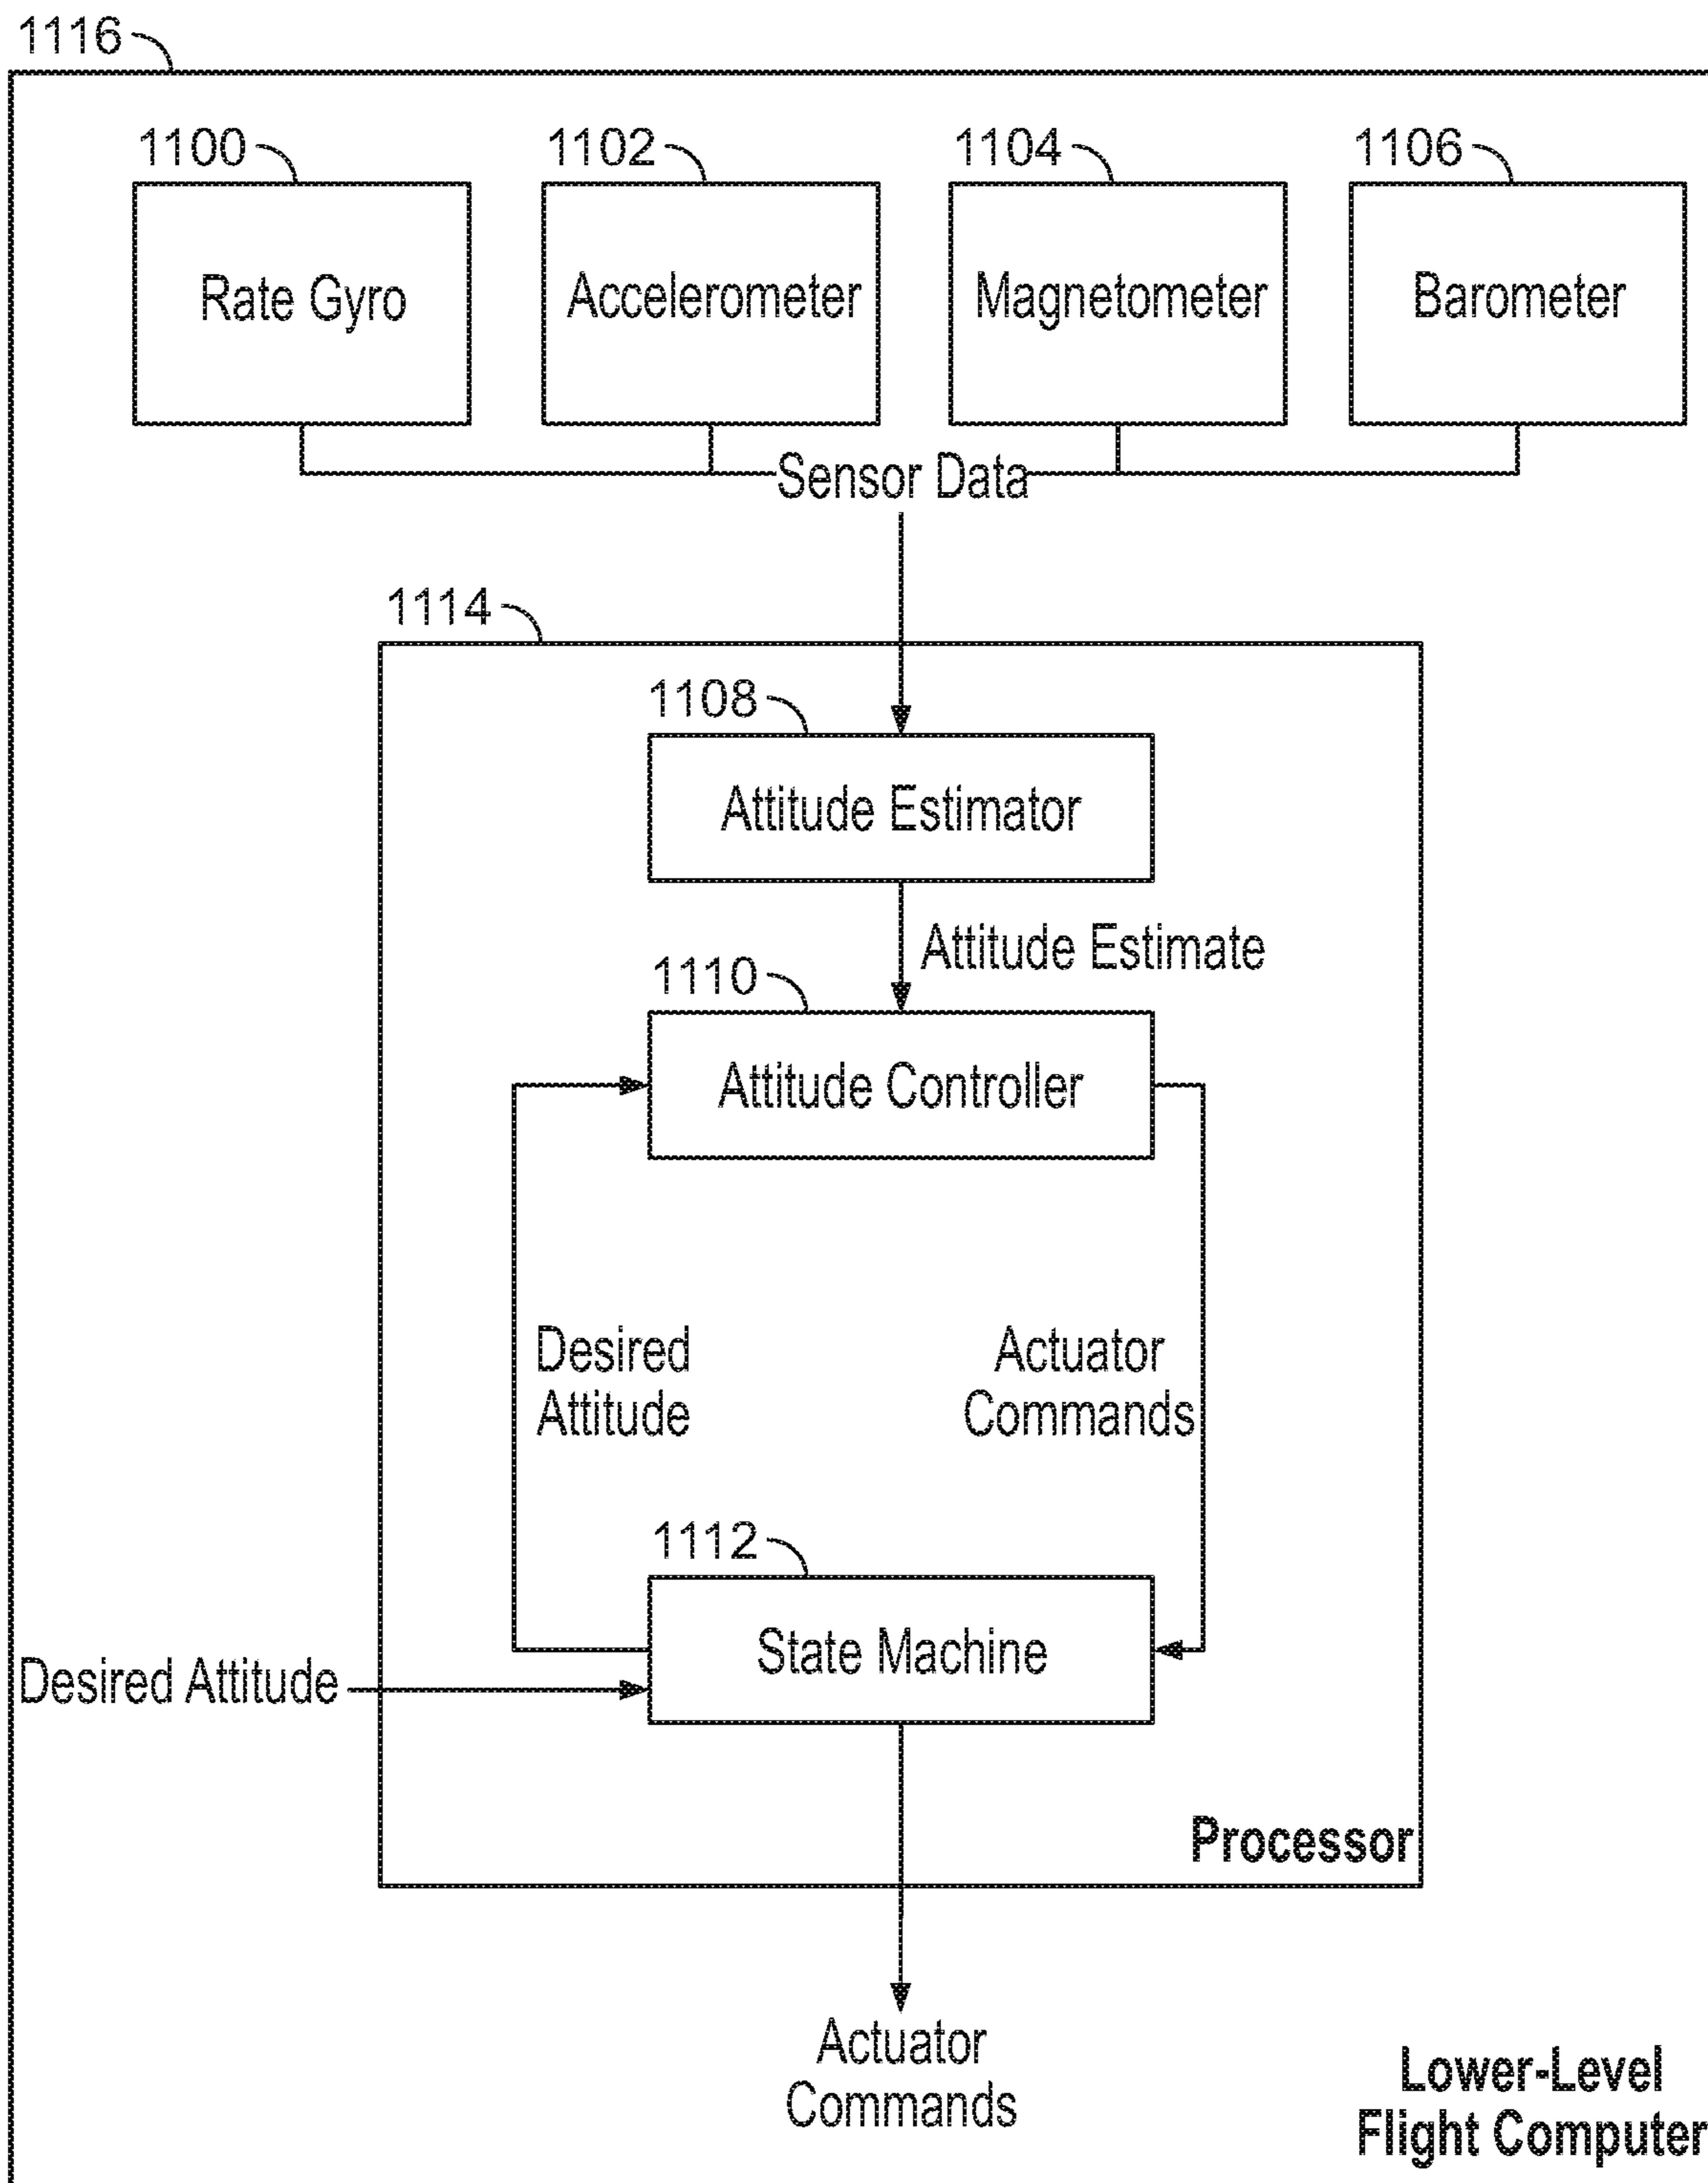 1116
1100
1102
1104
1106
Rate Gyro
Accelerometer
Magnetometer
Barometer
Sensor Data
1114
1108
Attitude Estimator
Attitude Estimate
1110
Attitude Controller
Desired
Attitude
Actuator
Commands
1112
State Machine
Desired Attitude
Processor
Actuator
Commands
Lower-Level
Flight Computer